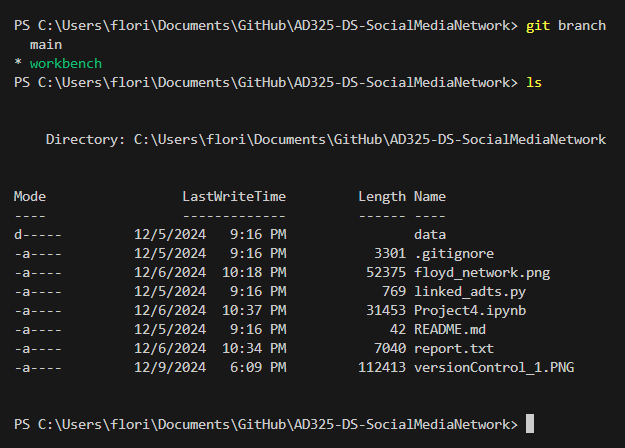 PS C:\Users\flori\Documents\GitHub\AD325-DS-SocialMediaNetwork> git branch
  main
* workbench
PS C:\Users\flori\Documents\GitHub\AD325-DS-SocialMediaNetwork> ls
    Directory: C:\Users\flori\Documents\GitHub\AD325-DS-SocialMediaNetwork
Mode                 LastWriteTime         Length Name
----                 -------------         ------ ----
d-----         12/5/2024   9:16 PM                data
-a----         12/5/2024   9:16 PM           3301 .gitignore
-a----         12/6/2024  10:18 PM          52375 floyd_network.png
-a----         12/5/2024   9:16 PM            769 linked_adts.py
-a----         12/6/2024  10:37 PM          31453 Project4.ipynb
-a----         12/5/2024   9:16 PM             42 README.md
-a----         12/6/2024  10:34 PM           7040 report.txt
-a----         12/9/2024   6:09 PM         112413 versionControl_1.PNG
PS C:\Users\flori\Documents\GitHub\AD325-DS-SocialMediaNetwork>